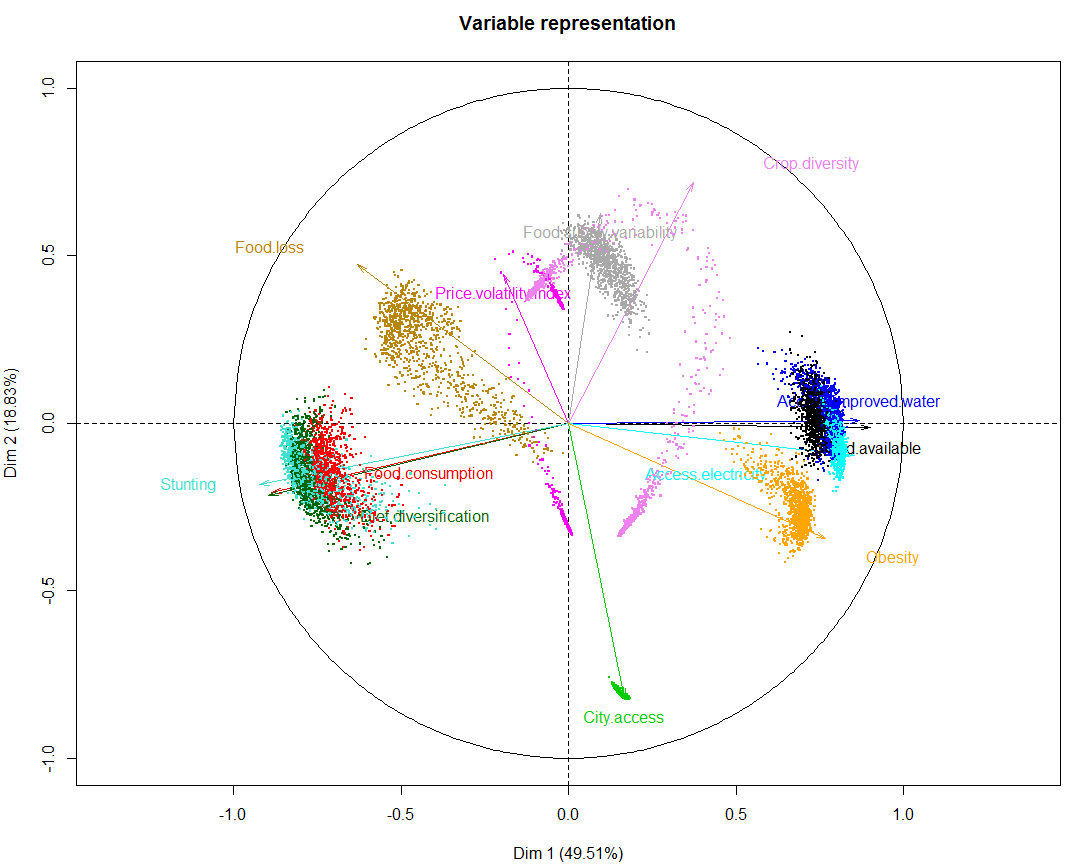 Variable representation
Crop.diversity
Food.loss
Price.volatility.index
Stunting
Food.consumption
Access.electricity
Obesity
City.access
1.0
0.5
0.0
-0.5
-1.0
Dim 2 (18.83%)
-1.0
-0.5
0.0
0.5
1.0
Dim 1 (49.51%)